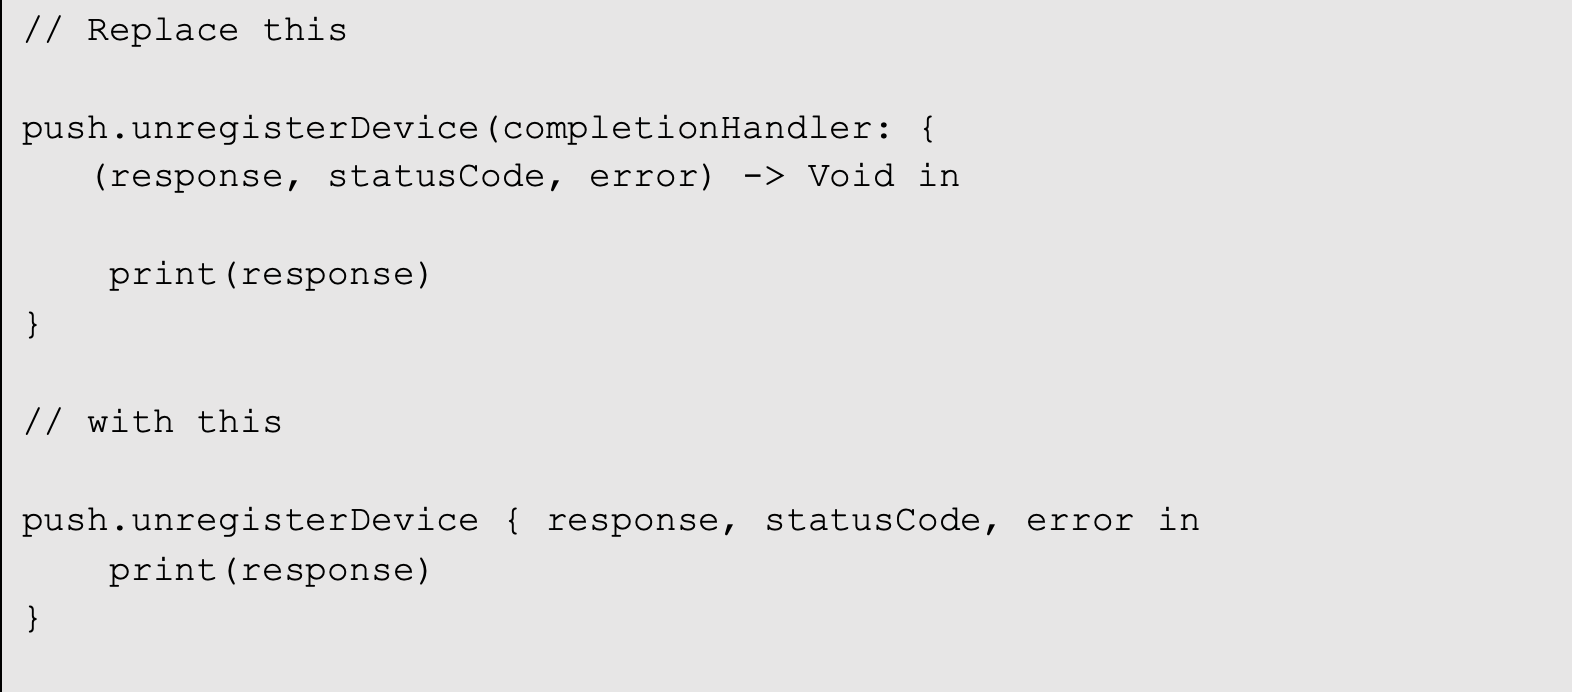 // Replace this
push.unregisterDevice(completionHandler: {
(response, statusCode, error) -> Void in
print(response)
}
// with this
push.unregisterDevice { response, statusCode, error in
print(response)
}